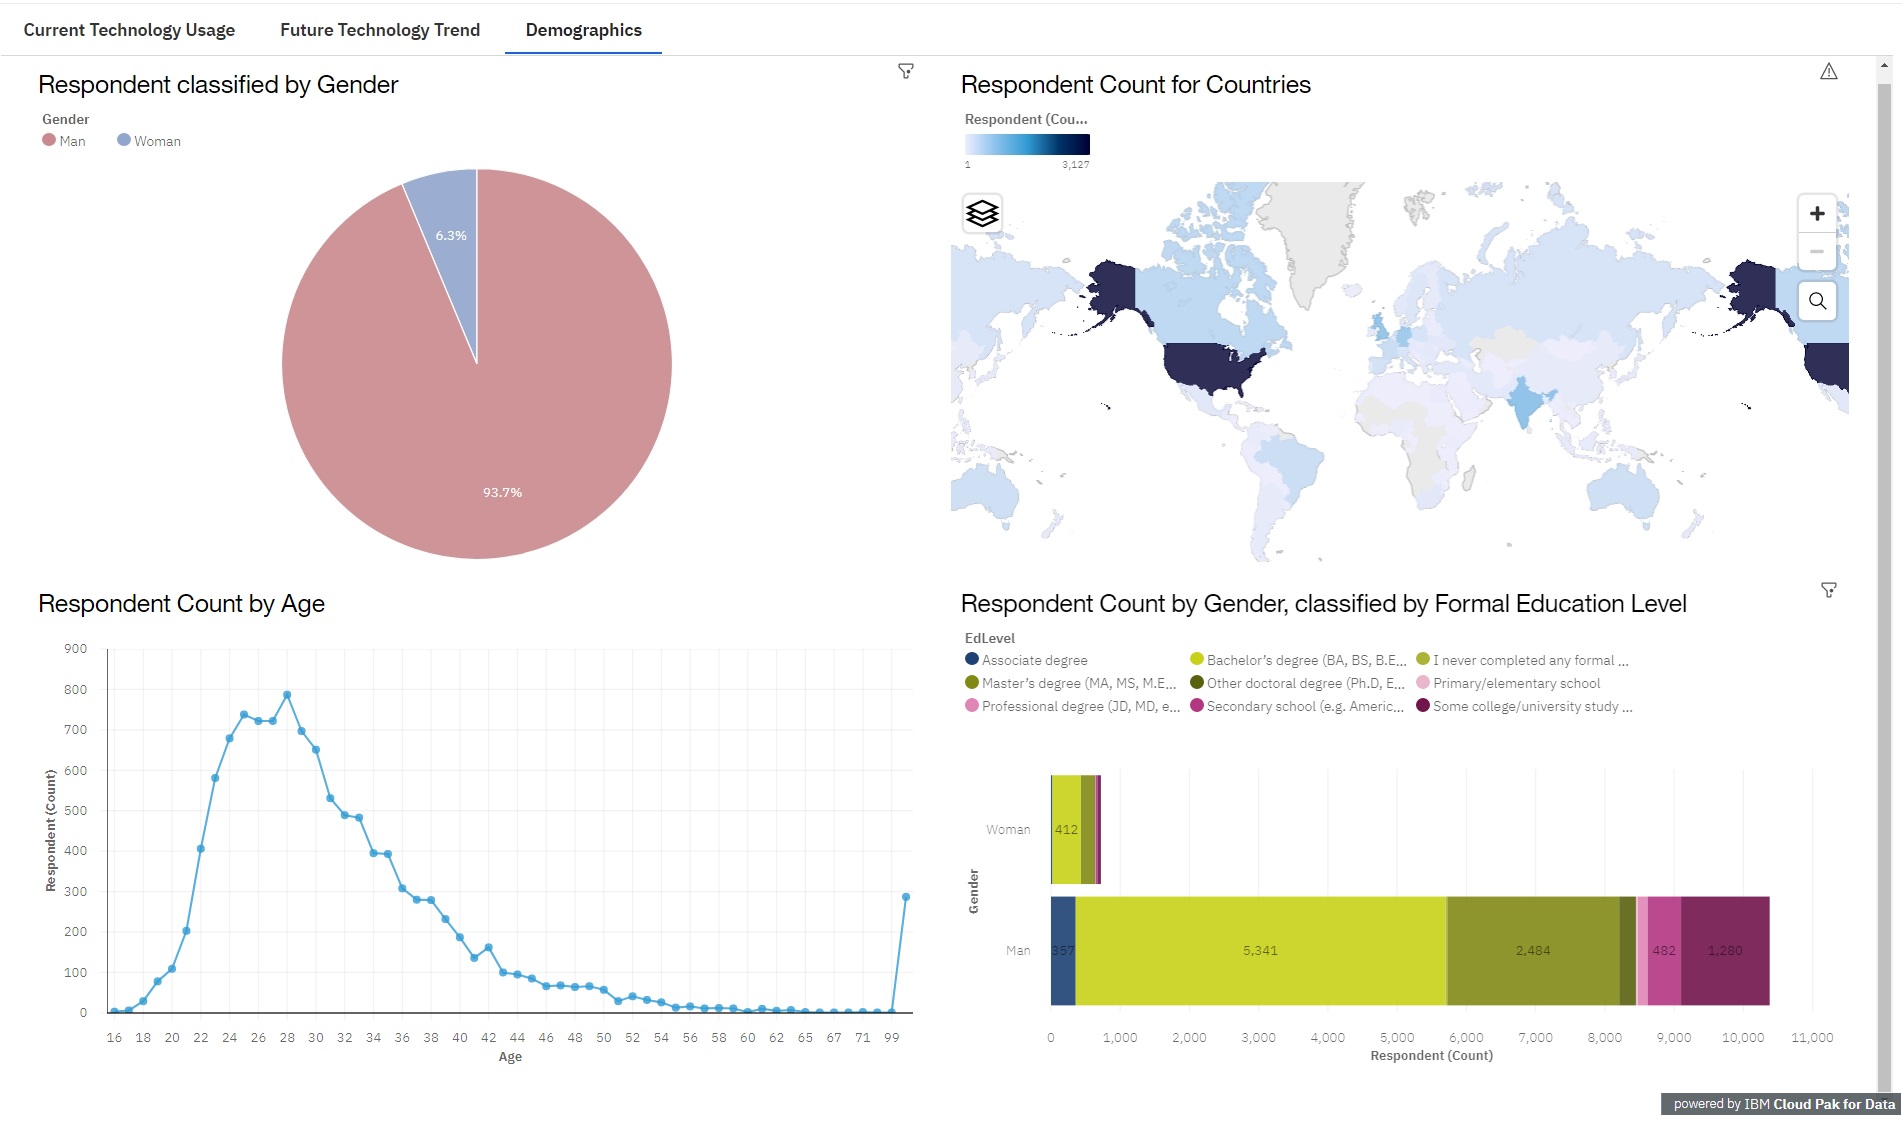 Current Technology Usage Future Technology Trend Demographics
Respondent classified by Gender
Gender
Man Woman
6.3%
93.7%
Respondent Count for Countries
Respondent (Cou...
1 3,127
Respondent Count by Age
900
800
700
600
500
400
300
200
100
0
Respondent (Count)
16 18 20 22 24 26 28 30 32 34 36 38 40 42 44 46 48 50 52 54 56 58 60 62 65 67 71 99
Age
Respondent Count by Gender, classified by Formal Education Level
EdLevel
Associate degree Bachelor’s degree (BA, BS, B.E... I never completed any formal ...
Master’s degree (MA, MS, M.E... Other doctoral degree (Ph.D, E... Primary/elementary school
Professional degree (JD, MD, e... Secondary school (e.g. Americ... Some college/university study ...
Woman 412
Gender
Man 357 5,341 2,484 482 1,280
0 1,000 2,000 3,000 4,000 5,000 6,000 7,000 8,000 9,000 10,000 11,000
Respondent (Count)
powered by IBM Cloud Pak for Data